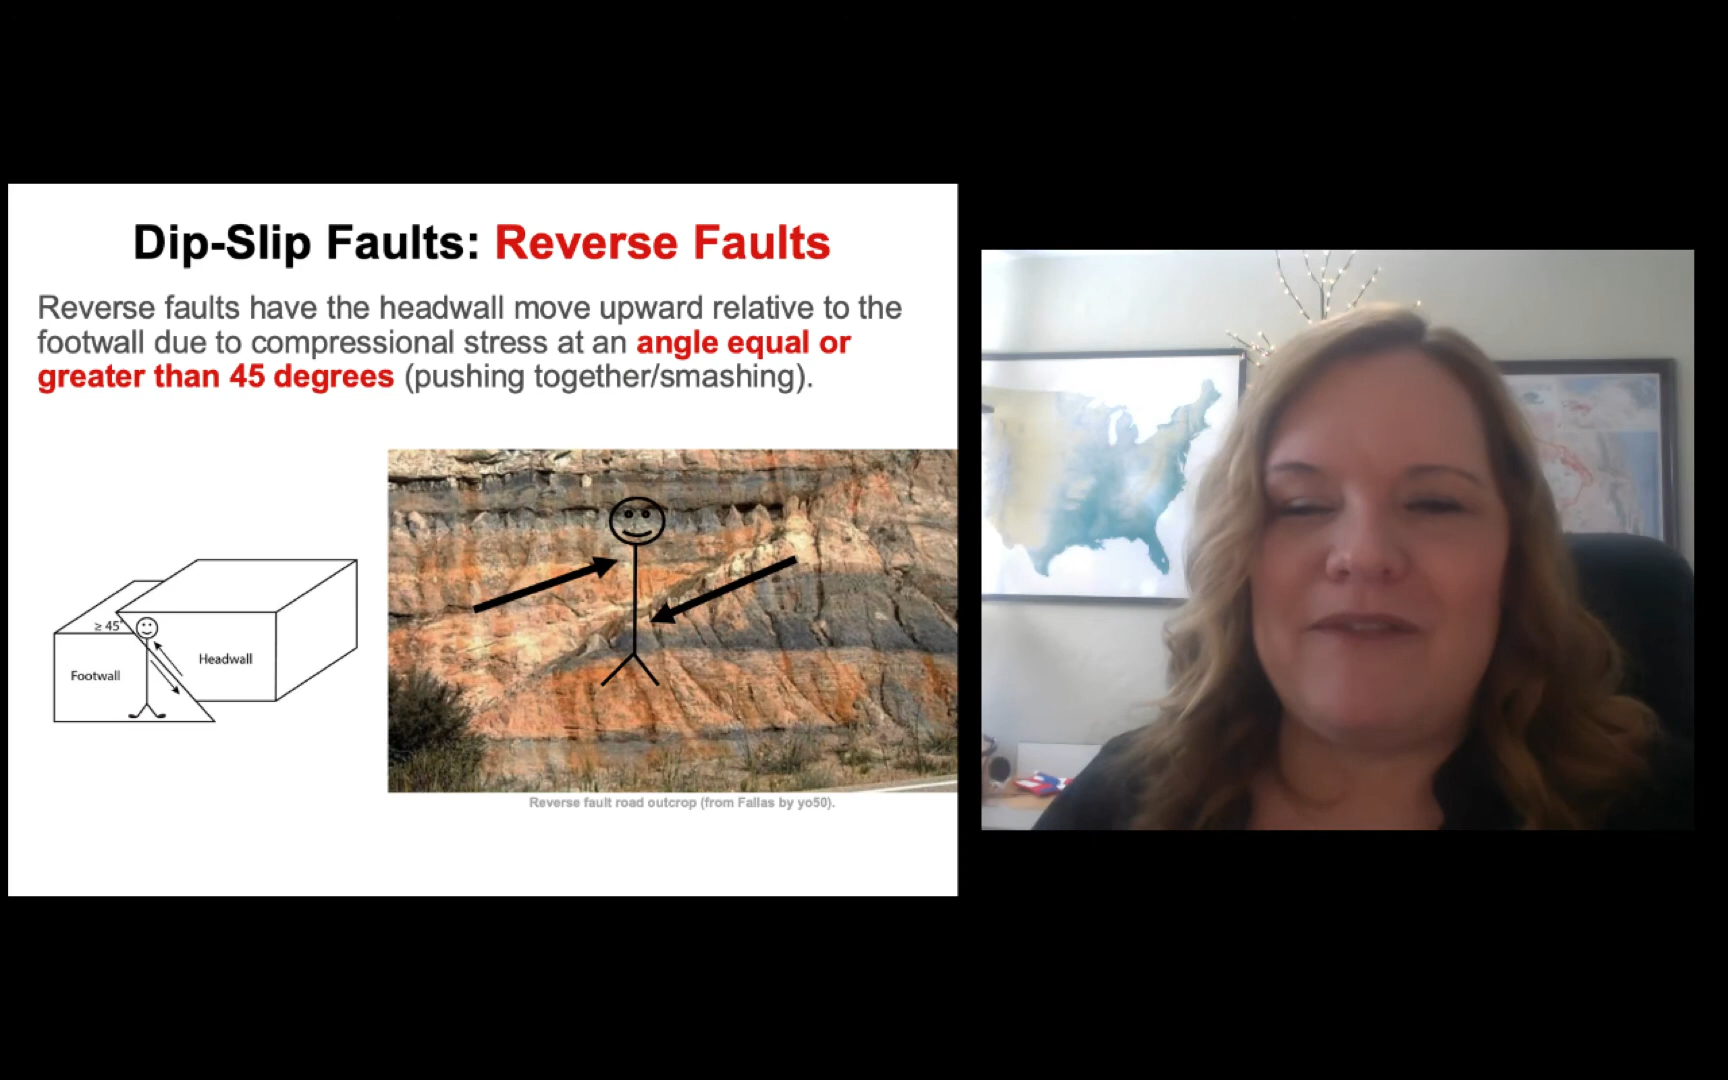 Dip-Slip Faults: Reverse Faults
Reverse faults have the headwall move upward relative to the
footwall due to compressional stress at an angle equal or
greater than 45 degrees (pushing together/smashing).
≥ 45°
Headwall
Footwall
Reverse fault road outcrop (from Fallas by yo50).